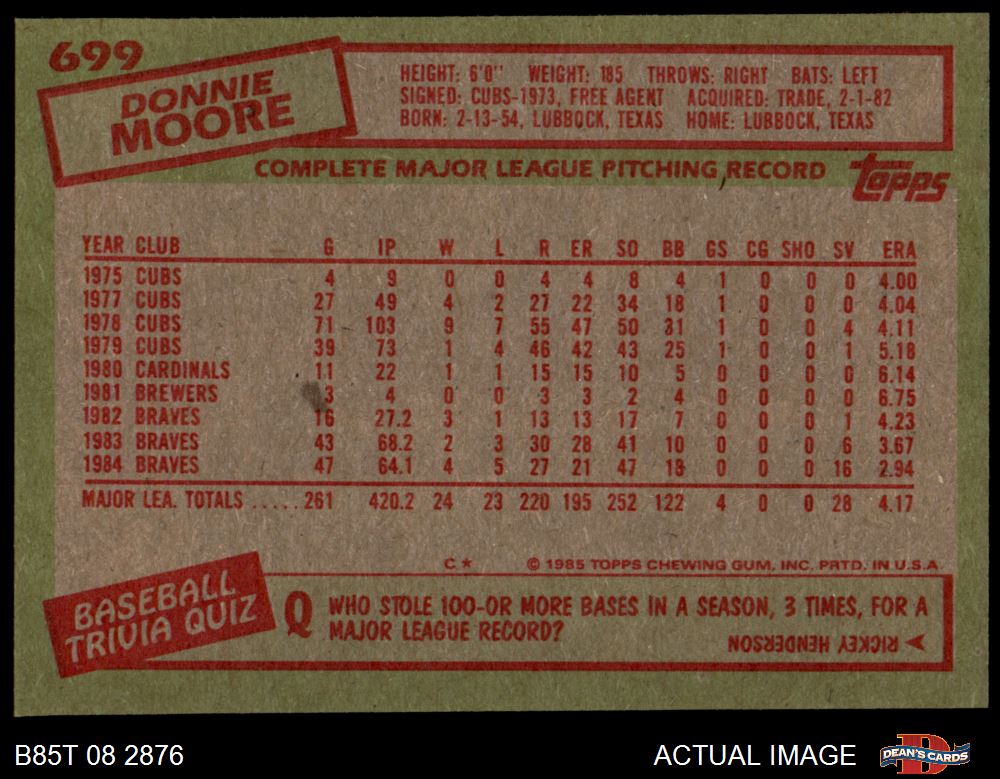 699
DONNIE
MOORE
HEIGHT: 6'0" WEIGHT: 185 THROWS: RIGHT BATS: LEFT
SIGNED: CUBS-1973, FREE AGENT ACQUIRED: TRADE, 2-1-82
BORN: 2-13-54, LUBBOCK, TEXAS HOME: LUBBOCK, TEXAS
COMPLETE MAJOR LEAGUE PITCHING RECORD
topps
YEAR CLUB G IP W L R ER SO BB GS CG SHO SV ERA
1975 CUBS 4 9 0 0 4 4 8 4 1 0 0 0 4.00
1977 CUBS 27 49 4 2 27 22 34 18 1 0 0 0 4.04
1978 CUBS 71 103 9 7 55 47 50 31 1 0 0 4 4.11
1979 CUBS 39 73 1 4 46 42 43 25 1 0 0 1 5.18
1980 CARDINALS 11 22 1 1 15 15 10 5 0 0 0 0 6.14
1981 BREWERS 3 4 0 0 3 3 2 4 0 0 0 0 6.75
1982 BRAVES 16 27.2 3 1 13 13 17 7 0 0 0 1 4.23
1983 BRAVES 43 68.2 2 3 30 28 41 10 0 0 0 6 3.67
1984 BRAVES 47 64.1 4 5 27 21 47 18 0 0 0 16 2.94
MAJOR LEA. TOTALS ..... 261 420.2 24 23 220 195 252 122 4 0 0 28 4.17
C * © 1985 TOPPS CHEWING GUM, INC. PRTD. IN U.S.A.
BASEBALL
TRIVIA QUIZ
Q WHO STOLE 100-OR MORE BASES IN A SEASON, 3 TIMES, FOR A
MAJOR LEAGUE RECORD?
RICKEY HENDERSON
B85T 08 2876
ACTUAL IMAGE
DEAN'S CARDS